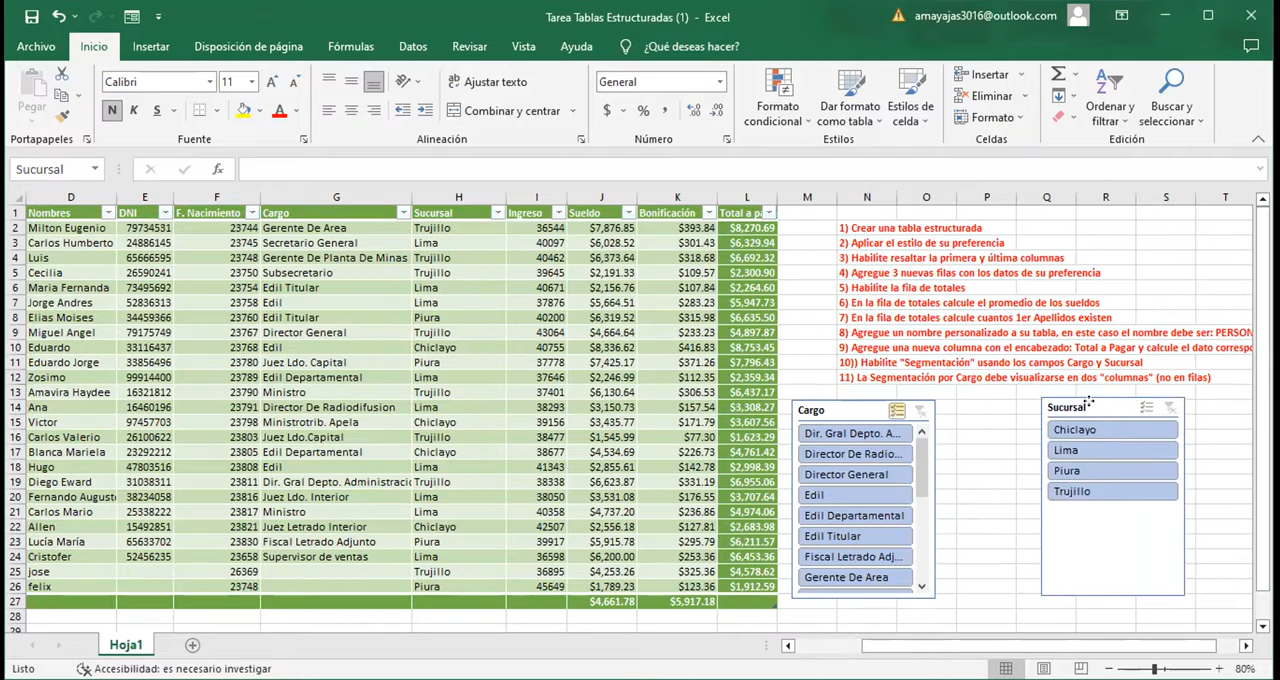 Tarea Tablas Estructuradas (1) - Excel
amayajas3016@outlook.com
Archivo Inicio Insertar Disposición de página Fórmulas Datos Revisar Vista Ayuda ¿Qué deseas hacer?
Pegar
Calibri 11
Ajustar texto
General
Formato condicional
Dar formato como tabla
Estilos de celda
Insertar
Eliminar
Formato
Ordenar y filtrar
Buscar y seleccionar
N K S
Combinar y centrar
$ % 
Portapapeles Fuente Alineación Número Estilos Celdas Edición
Sucursal fx
D E F G H I J K L M N O P Q R S T
1 Nombres DNI F. Nacimiento Cargo Sucursal Ingreso Sueldo Bonificación Total a p
2 Milton Eugenio 79734531 23744 Gerente De Area Trujillo 36544 $7,876.85 $393.84 $8,270.69
3 Carlos Humberto 24886145 23745 Secretario General Lima 40097 $6,028.52 $301.43 $6,329.94
4 Luis 65666595 23748 Gerente De Planta De Minas Trujillo 40462 $6,373.64 $318.68 $6,692.32
5 Cecilia 26590241 23750 Subsecretario Trujillo 39645 $2,191.33 $109.57 $2,300.90
6 Maria Fernanda 73495692 23754 Edil Titular Lima 40671 $2,156.76 $107.84 $2,264.60
7 Jorge Andres 52836313 23758 Edil Lima 37876 $5,664.51 $283.23 $5,947.73
8 Elias Moises 34459366 23760 Edil Titular Piura 40200 $6,319.52 $315.98 $6,635.50
9 Miguel Angel 79175749 23767 Director General Trujillo 43064 $4,664.64 $233.23 $4,897.87
10 Eduardo 33116437 23768 Edil Chiclayo 40755 $8,336.62 $416.83 $8,753.45
11 Eduardo Jorge 33856496 23780 Juez Ldo. Capital Piura 37778 $7,425.17 $371.26 $7,796.43
12 Zosimo 99914400 23789 Edil Departamental Lima 37646 $2,246.99 $112.35 $2,359.34
13 Amavira Haydee 16321812 23790 Ministro Trujillo 38169 $6,130.64 $306.53 $6,437.17
14 Ana 16460196 23791 Director De Radiodifusion Lima 38293 $3,150.73 $157.54 $3,308.27
15 Victor 97457703 23790 Ministrotrib. Apela Chiclayo 36496 $3,435.77 $171.79 $3,607.56
16 Carlos Valerio 26100622 23803 Juez Ldo.Capital Trujillo 38477 $1,545.99 $77.30 $1,623.29
17 Blanca Mariela 23292212 23805 Edil Departamental Chiclayo 40840 $4,534.67 $226.73 $4,761.42
18 Hugo 47803516 23808 Edil Lima 41343 $2,855.61 $142.78 $2,998.39
19 Diego Eward 31038311 23811 Dir. Gral Depto. Administracio Trujillo 38338 $6,623.87 $331.19 $6,955.06
20 Fernando August 38234058 23816 Juez Ldo. Interior Lima 38050 $3,531.08 $176.55 $3,707.64
21 Carlos Mario 25338222 23817 Ministro Lima 40358 $4,737.20 $236.86 $4,974.06
22 Allen 15492851 23821 Juez Letrado Interior Chiclayo 42507 $2,556.18 $127.81 $2,683.98
23 Lucía María 65633702 23830 Fiscal Letrado Adjunto Piura 39917 $5,915.78 $295.79 $6,211.57
24 Cristofer 52456235 23658 Supervisor de ventas Lima 36598 $6,200.00 $253.36 $6,453.36
25 jose 26369 Trujillo 36895 $4,253.26 $325.36 $4,578.62
26 felix 23748 Piura 45649 $1,789.23 $123.36 $1,912.59
27 $4,661.78 $5,917.18
28
29
1) Crear una tabla estructurada
2) Aplicar el estilo de su preferencia
3) Habilite resaltar la primera y última columnas
4) Agregue 3 nuevas filas con los datos de su preferencia
5) Habilite la fila de totales
6) En la fila de totales calcule el promedio de los sueldos
7) En la fila de totales calcule cuantos 1er Apellidos existen
8) Agregue un nombre personalizado a su tabla, en este caso el nombre debe ser: PERSON
9) Agregue una nueva columna con el encabezado: Total a Pagar y calcule el dato correspo
10)) Habilite "Segmentación" usando los campos Cargo y Sucursal
11) La Segmentación por Cargo debe visualizarse en dos "columnas" (no en filas)
Cargo
Dir. Gral Depto. A...
Director De Radio...
Director General
Edil
Edil Departamental
Edil Titular
Fiscal Letrado Adj...
Gerente De Area
Sucursal
Chiclayo
Lima
Piura
Trujillo
Hoja1
Listo Accesibilidad: es necesario investigar 80%